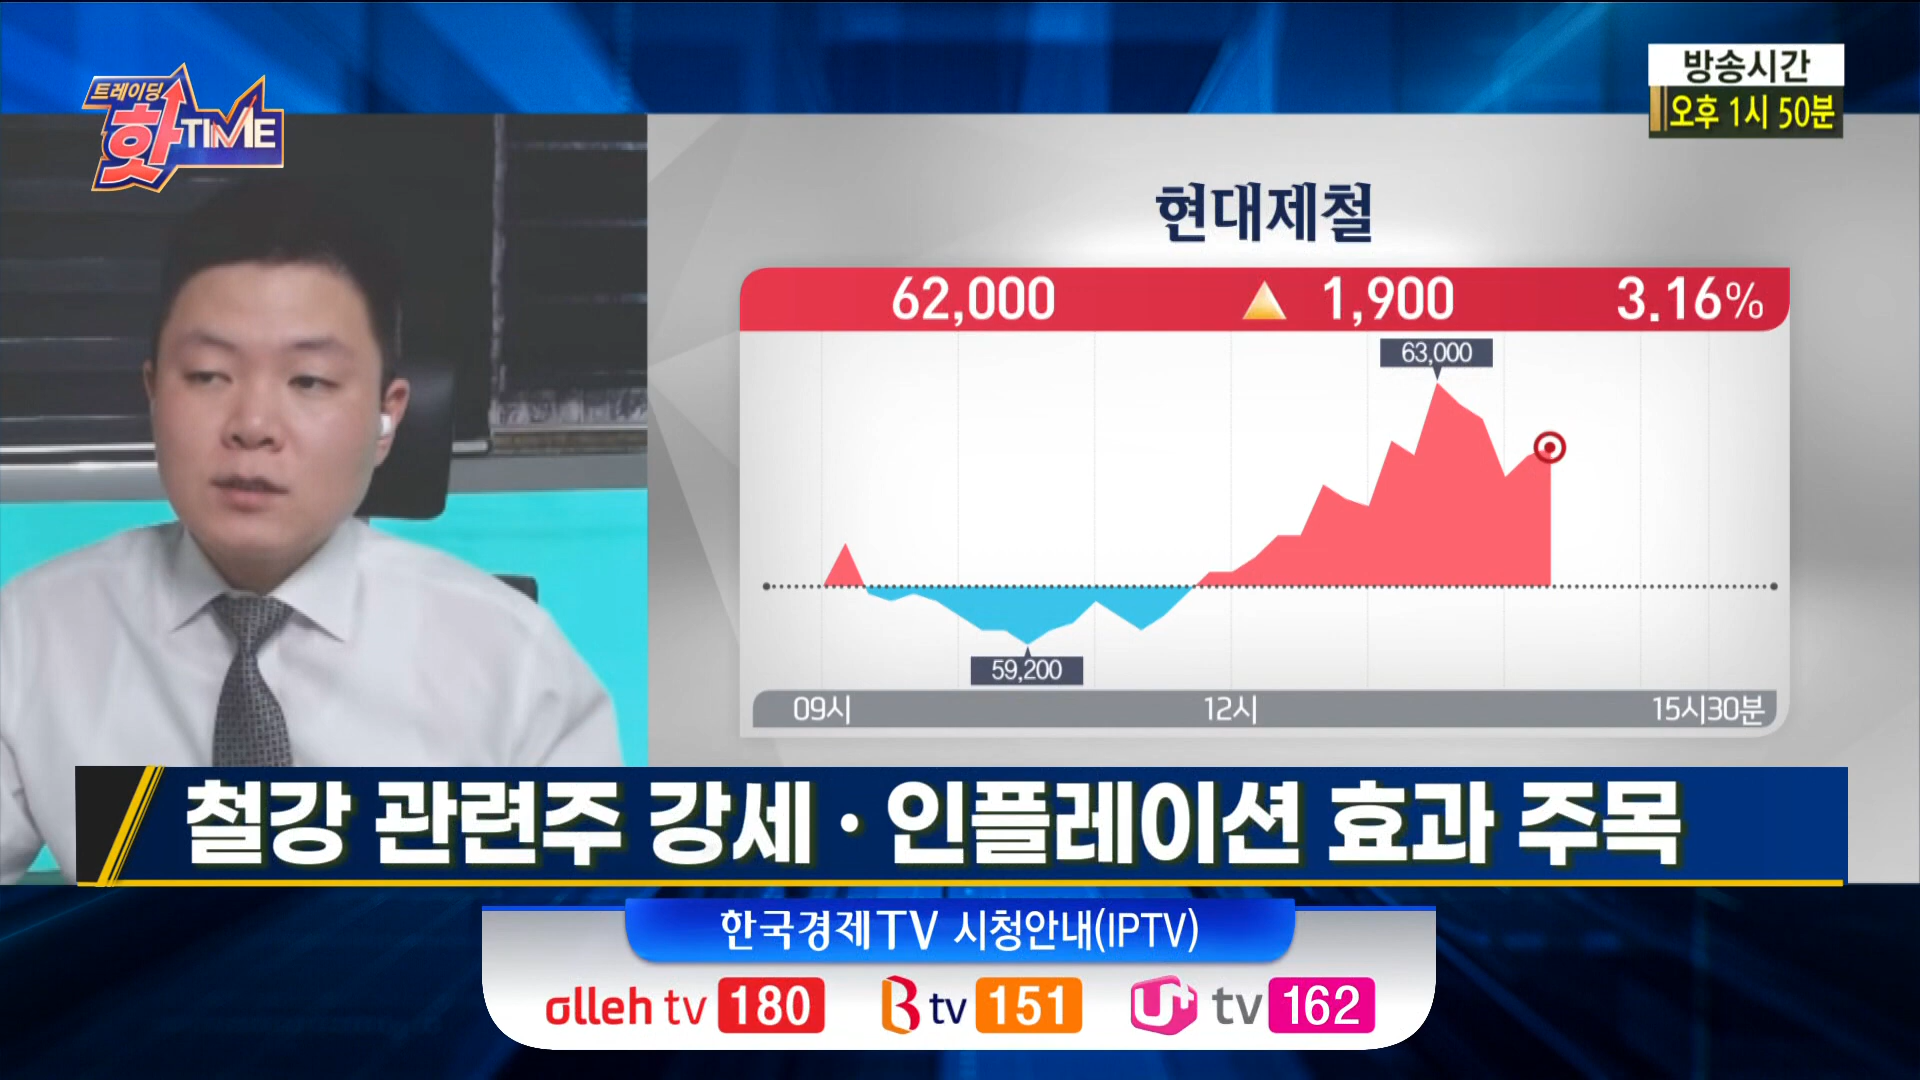 트레이딩
핫TIME
방송시간
오후 1시 50분
현대제철
62,000 ▲ 1,900 3.16%
63,000
59,200
09시 12시 15시30분
철강 관련주 강세·인플레이션 효과 주목
한국경제TV 시청안내(IPTV)
olleh tv 180 B tv 151 U+ tv 162